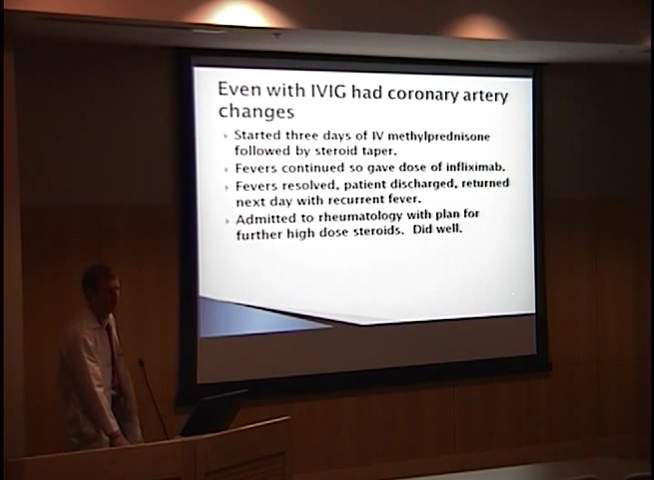 Even with IVIG had coronary artery
changes
Started three days of IV methylprednisone
followed by steroid taper.
Fevers continued so gave dose of infliximab.
Fevers resolved, patient discharged, returned
next day with recurrent fever.
Admitted to rheumatology with plan for
further high dose steroids. Did well.